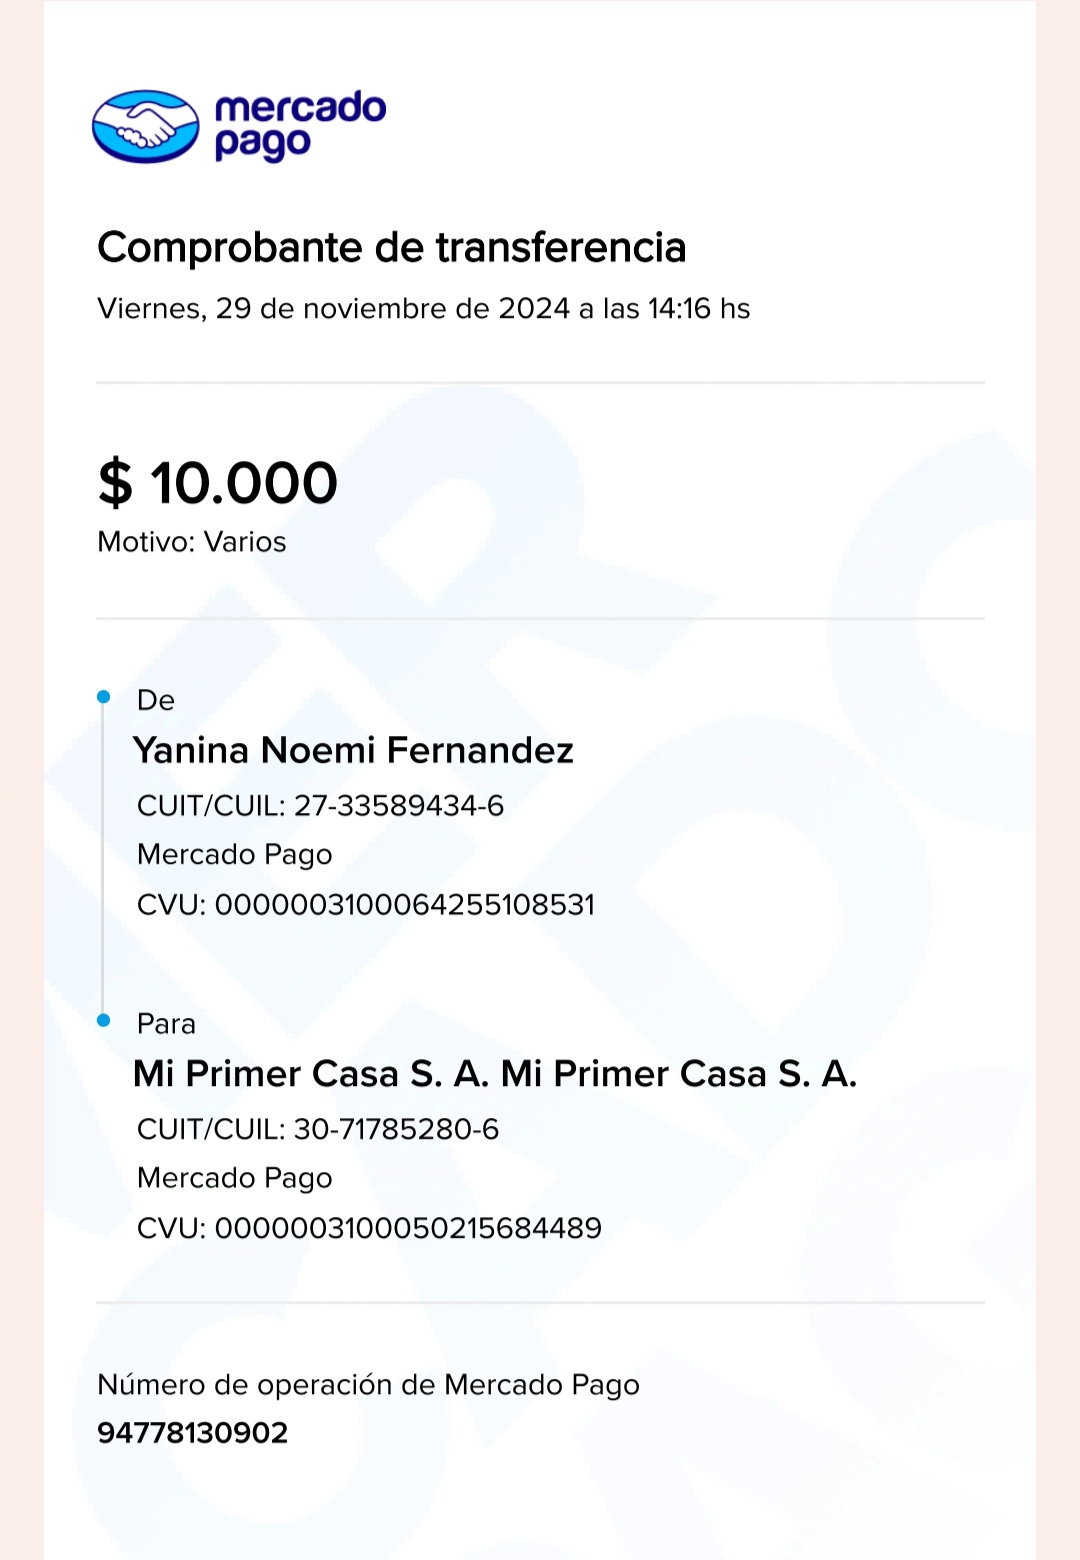 mercado
pago
Comprobante de transferencia
Viernes, 29 de noviembre de 2024 a las 14:16 hs
$ 10.000
Motivo: Varios
De
Yanina Noemi Fernandez
CUIT/CUIL: 27-33589434-6
Mercado Pago
CVU: 0000003100064255108531
Para
Mi Primer Casa S. A. Mi Primer Casa S. A.
CUIT/CUIL: 30-71785280-6
Mercado Pago
CVU: 0000003100050215684489
Número de operación de Mercado Pago
94778130902